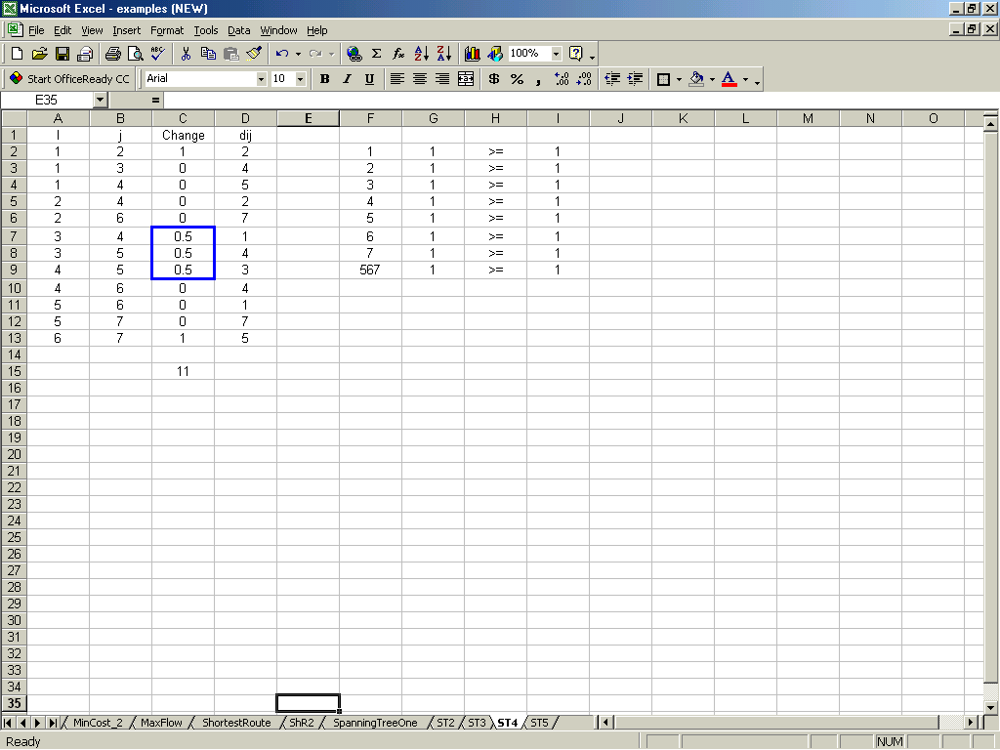 Microsoft Excel - examples (NEW)
File Edit View Insert Format Tools Data Window Help
100%
Start OfficeReady CC Arial 10 B I U $ % ,
E35 =
A B C D E F G H I J K L M N O
1 I j Change dij
2 1 2 1 2 1 1 >= 1
3 1 3 0 4 2 1 >= 1
4 1 4 0 5 3 1 >= 1
5 2 4 0 2 4 1 >= 1
6 2 6 0 7 5 1 >= 1
7 3 4 0.5 1 6 1 >= 1
8 3 5 0.5 4 7 1 >= 1
9 4 5 0.5 3 567 1 >= 1
10 4 6 0 4
11 5 6 0 1
12 5 7 0 7
13 6 7 1 5
14
15 11
16
17
18
19
20
21
22
23
24
25
26
27
28
29
30
31
32
33
34
35
MinCost_2 MaxFlow ShortestRoute ShR2 SpanningTreeOne ST2 ST3 ST4 ST5
Ready NUM